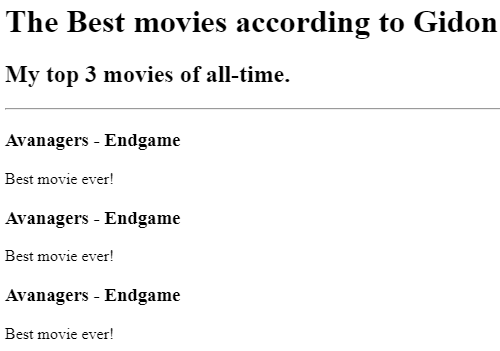 The Best movies according to Gidon
My top 3 movies of all-time.
Avanagers - Endgame
Best movie ever!
Avanagers - Endgame
Best movie ever!
Avanagers - Endgame
Best movie ever!